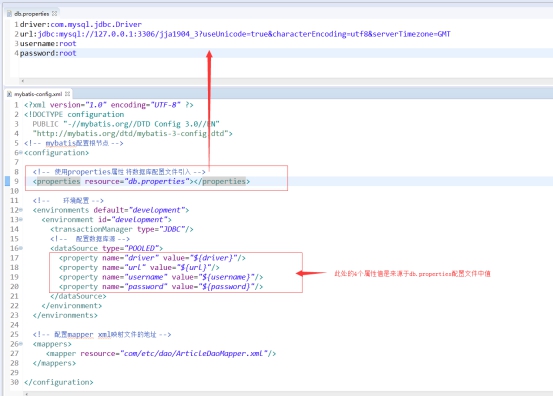 db.properties
1 driver:com.mysql.jdbc.Driver
2 url:jdbc:mysql://127.0.0.1:3306/jja1904_3?useUnicode=true&characterEncoding=utf8&serverTimezone=GMT
3 username:root
4 password:root
mybatis-config.xml
1 <?xml version="1.0" encoding="UTF-8" ?>
2 <!DOCTYPE configuration
3 PUBLIC "-//mybatis.org//DTD Config 3.0//EN"
4 "http://mybatis.org/dtd/mybatis-3-config.dtd">
5 <!-- mybatis配置根节点 -->
6 <configuration>
7
8 <!-- 使用properties属性 将数据库配置文件引入 -->
9 <properties resource="db.properties"></properties>
10
11 <!-- 环境配置 -->
12 <environments default="development">
13 <environment id="development">
14 <transactionManager type="JDBC"/>
15 <!-- 配置数据库源 -->
16 <dataSource type="POOLED">
17 <property name="driver" value="${driver}"/>
18 <property name="url" value="${url}"/>
19 <property name="username" value="${username}"/>
20 <property name="password" value="${password}"/>
此处的4个属性值是来源于db.properties配置文件中值
21 </dataSource>
22 </environment>
23 </environments>
24
25 <!-- 配置mapper xml映射文件的地址 -->
26 <mappers>
27 <mapper resource="com/etc/dao/ArticleDaoMapper.xml"/>
28 </mappers>
29
30 </configuration>